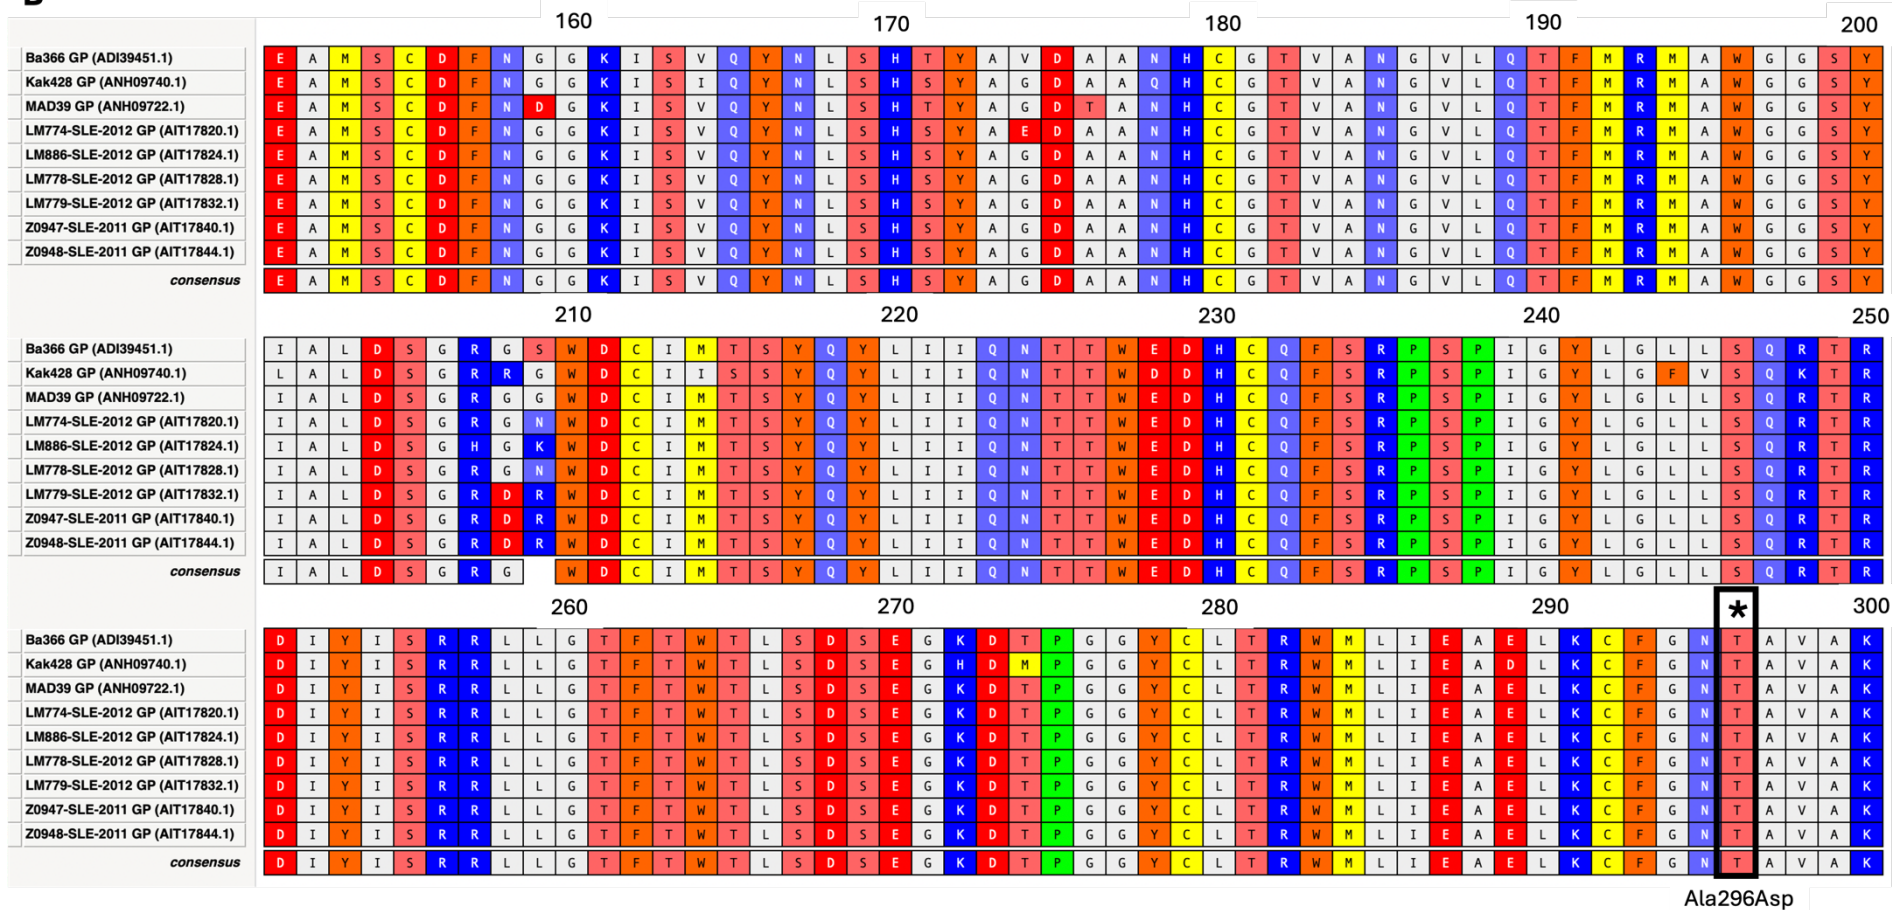 160 170 180 190 200
Ba366 GP (ADI39451.1) E A M S C D F N G G K I S V Q Y N L S H T Y A V D A A N H C G T V A N G V L Q T F M R M A W G G S Y
Kak428 GP (ANH09740.1) E A M S C D F N G G K I S I Q Y N L S H T Y A G D A A Q H C G T V A N G V L Q T F M R M A W G G S Y
MAD39 GP (ANH09722.1) E A M S C D F N D G K I S V Q Y N L S H T Y A G D T A N H C G T V A N G V L Q T F M R M A W G G S Y
LM774-SLE-2012 GP (AIT17820.1) E A M S C D F N G G K I S V Q Y N L S H S Y A E D A A N H C G T V A N G V L Q T F M R M A W G G S Y
LM886-SLE-2012 GP (AIT17824.1) E A M S C D F N G G K I S V Q Y N L S H S Y A G D A A N H C G T V A N G V L Q T F M R M A W G G S Y
LM778-SLE-2012 GP (AIT17828.1) E A M S C D F N G G K I S V Q Y N L S H S Y A G D A A N H C G T V A N G V L Q T F M R M A W G G S Y
LM779-SLE-2012 GP (AIT17832.1) E A M S C D F N G G K I S V Q Y N L S H S Y A G D A A N H C G T V A N G V L Q T F M R M A W G G S Y
Z0947-SLE-2011 GP (AIT17840.1) E A M S C D F N G G K I S V Q Y N L S H S Y A G D A A N H C G T V A N G V L Q T F M R M A W G G S Y
Z0948-SLE-2011 GP (AIT17844.1) E A M S C D F N G G K I S V Q Y N L S H S Y A G D A A N H C G T V A N G V L Q T F M R M A W G G S Y
consensus E A M S C D F N G G K I S V Q Y N L S H S Y A G D A A N H C G T V A N G V L Q T F M R M A W G G S Y
210 220 230 240 250
Ba366 GP (ADI39451.1) I A L D S G R G S W D C I M T S Y Q Y L I I Q N T T W E D H C Q F S R P S P I G Y L G L L S Q R T R
Kak428 GP (ANH09740.1) L A L D S G R R G W D C I I S S Y Q Y L I I Q N T T W D D H C Q F S R P S P I G Y L G F V S Q K T R
MAD39 GP (ANH09722.1) I A L D S G R G G W D C I M T S Y Q Y L I I Q N T T W E D H C Q F S R P S P I G Y L G L L S Q R T R
LM774-SLE-2012 GP (AIT17820.1) I A L D S G R G N W D C I M T S Y Q Y L I I Q N T T W E D H C Q F S R P S P I G Y L G L L S Q R T R
LM886-SLE-2012 GP (AIT17824.1) I A L D S G H G K W D C I M T S Y Q Y L I I Q N T T W E D H C Q F S R P S P I G Y L G L L S Q R T R
LM778-SLE-2012 GP (AIT17828.1) I A L D S G R G N W D C I M T S Y Q Y L I I Q N T T W E D H C Q F S R P S P I G Y L G L L S Q R T R
LM779-SLE-2012 GP (AIT17832.1) I A L D S G R D R W D C I M T S Y Q Y L I I Q N T T W E D H C Q F S R P S P I G Y L G L L S Q R T R
Z0947-SLE-2011 GP (AIT17840.1) I A L D S G R D R W D C I M T S Y Q Y L I I Q N T T W E D H C Q F S R P S P I G Y L G L L S Q R T R
Z0948-SLE-2011 GP (AIT17844.1) I A L D S G R D R W D C I M T S Y Q Y L I I Q N T T W E D H C Q F S R P S P I G Y L G L L S Q R T R
consensus I A L D S G R G W D C I M T S Y Q Y L I I Q N T T W E D H C Q F S R P S P I G Y L G L L S Q R T R
260 270 280 290 * 300
Ba366 GP (ADI39451.1) D I Y I S R R L L G T F T W T L S D S E G K D T P G G Y C L T R W M L I E A E L K C F G N T A V A K
Kak428 GP (ANH09740.1) D I Y I S R R L L G T F T W T L S D S E G H D M P G G Y C L T R W M L I E A D L K C F G N T A V A K
MAD39 GP (ANH09722.1) D I Y I S R R L L G T F T W T L S D S E G K D T P G G Y C L T R W M L I E A E L K C F G N T A V A K
LM774-SLE-2012 GP (AIT17820.1) D I Y I S R R L L G T F T W T L S D S E G K D T P G G Y C L T R W M L I E A E L K C F G N T A V A K
LM886-SLE-2012 GP (AIT17824.1) D I Y I S R R L L G T F T W T L S D S E G K D T P G G Y C L T R W M L I E A E L K C F G N T A V A K
LM778-SLE-2012 GP (AIT17828.1) D I Y I S R R L L G T F T W T L S D S E G K D T P G G Y C L T R W M L I E A E L K C F G N T A V A K
LM779-SLE-2012 GP (AIT17832.1) D I Y I S R R L L G T F T W T L S D S E G K D T P G G Y C L T R W M L I E A E L K C F G N T A V A K
Z0947-SLE-2011 GP (AIT17840.1) D I Y I S R R L L G T F T W T L S D S E G K D T P G G Y C L T R W M L I E A E L K C F G N T A V A K
Z0948-SLE-2011 GP (AIT17844.1) D I Y I S R R L L G T F T W T L S D S E G K D T P G G Y C L T R W M L I E A E L K C F G N T A V A K
consensus D I Y I S R R L L G T F T W T L S D S E G K D T P G G Y C L T R W M L I E A E L K C F G N T A V A K
Ala296Asp